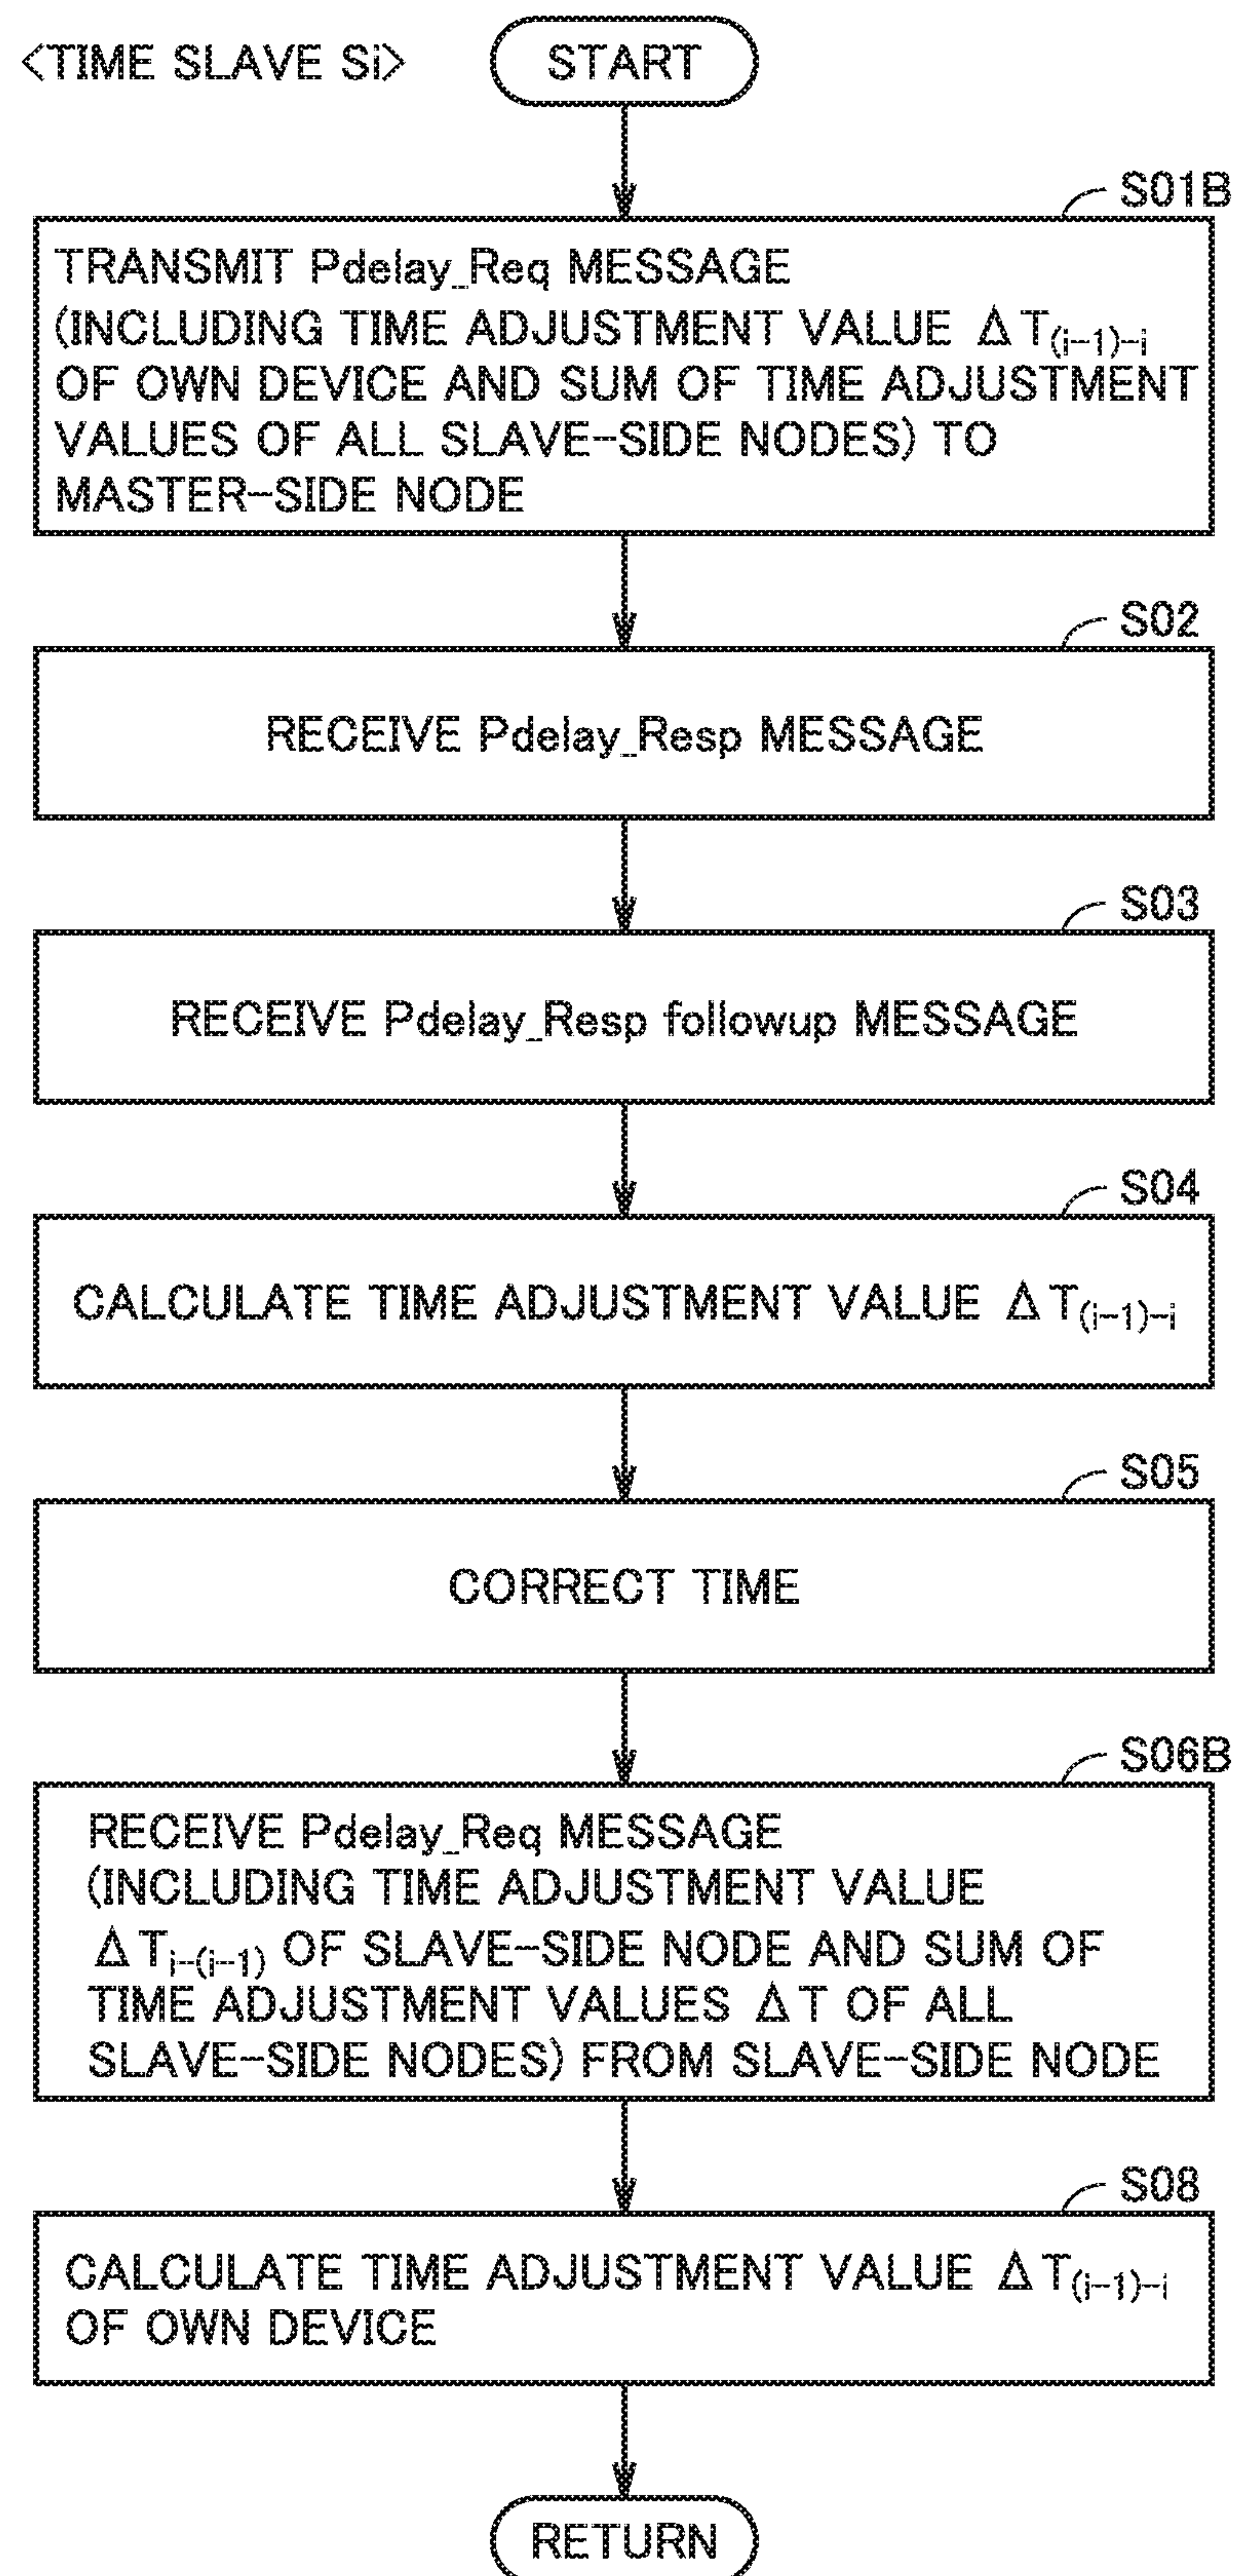 <TIME SLAVE Si>
START
S01B
TRANSMIT Pdelay_Req MESSAGE
(INCLUDING TIME ADJUSTMENT VALUE ΔT(i-1)-i
OF OWN DEVICE AND SUM OF TIME ADJUSTMENT
VALUES OF ALL SLAVE-SIDE NODES) TO
MASTER-SIDE NODE
S02
RECEIVE Pdelay_Resp MESSAGE
S03
RECEIVE Pdelay_Resp followup MESSAGE
S04
CALCULATE TIME ADJUSTMENT VALUE ΔT(i-1)-i
S05
CORRECT TIME
S06B
RECEIVE Pdelay_Req MESSAGE
(INCLUDING TIME ADJUSTMENT VALUE
ΔTi-(i-1) OF SLAVE-SIDE NODE AND SUM OF
TIME ADJUSTMENT VALUES ΔT OF ALL
SLAVE-SIDE NODES) FROM SLAVE-SIDE NODE
S08
CALCULATE TIME ADJUSTMENT VALUE ΔT(i-1)-i
OF OWN DEVICE
RETURN